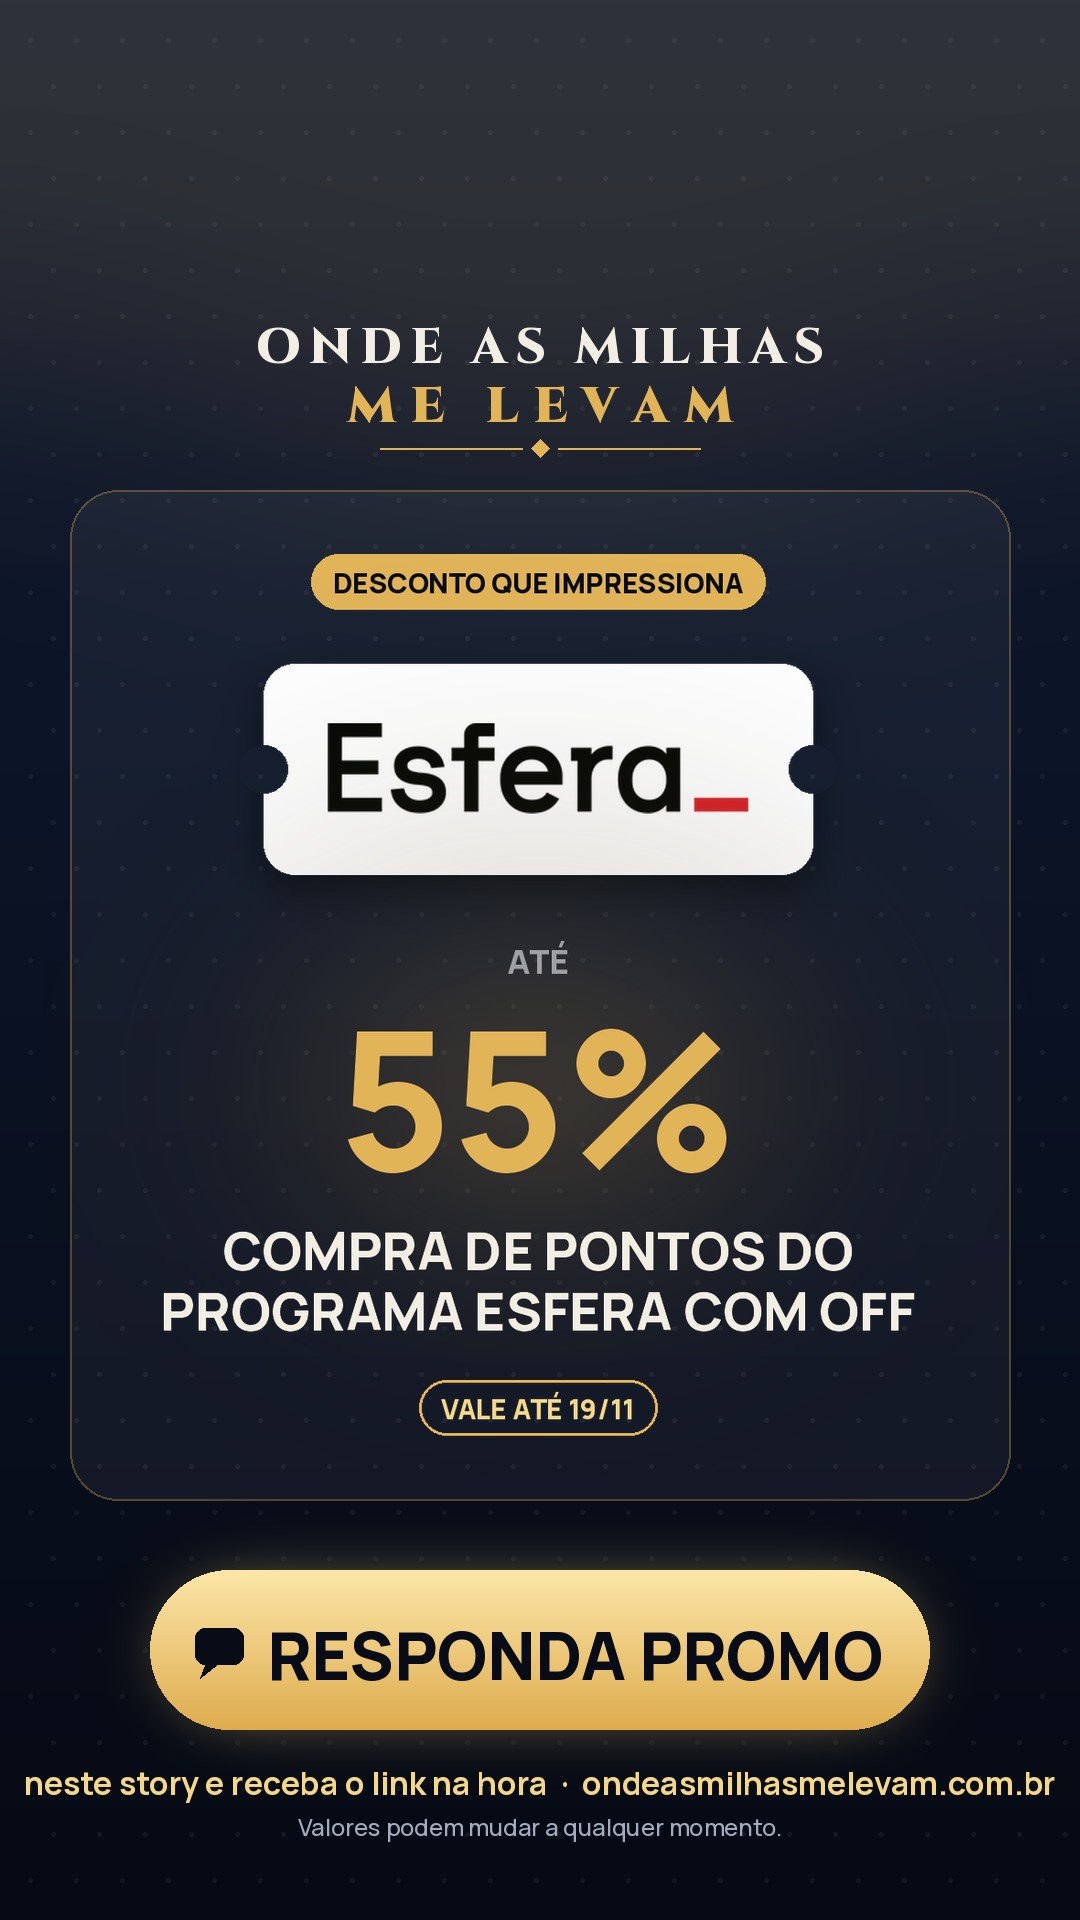 ONDE AS MILHAS
ME LEVAM
DESCONTO QUE IMPRESSIONA
Esfera_
ATÉ
55%
COMPRA DE PONTOS DO
PROGRAMA ESFERA COM OFF
VALE ATÉ 19/11
RESPONDA PROMO
neste story e receba o link na hora · ondeasmilhasmelevam.com.br
Valores podem mudar a qualquer momento.